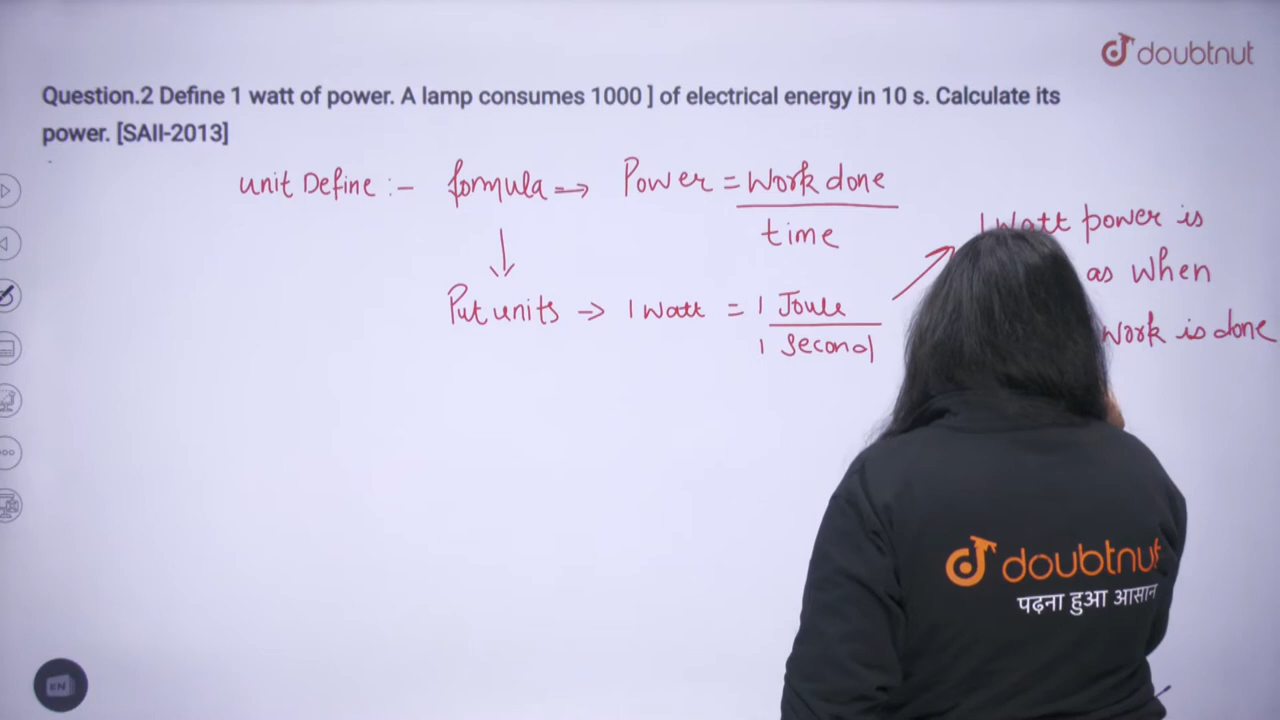 doubtnut
Question.2 Define 1 watt of power. A lamp consumes 1000 ] of electrical energy in 10 s. Calculate its
power. [SAII-2013]
unit Define :- formula → Power = Work done
time
1 Watt power is
as when
Work is done
Put units → 1 Watt = 1 Joule
1 Second
doubtnut
पढ़ना हुआ आसान
EN